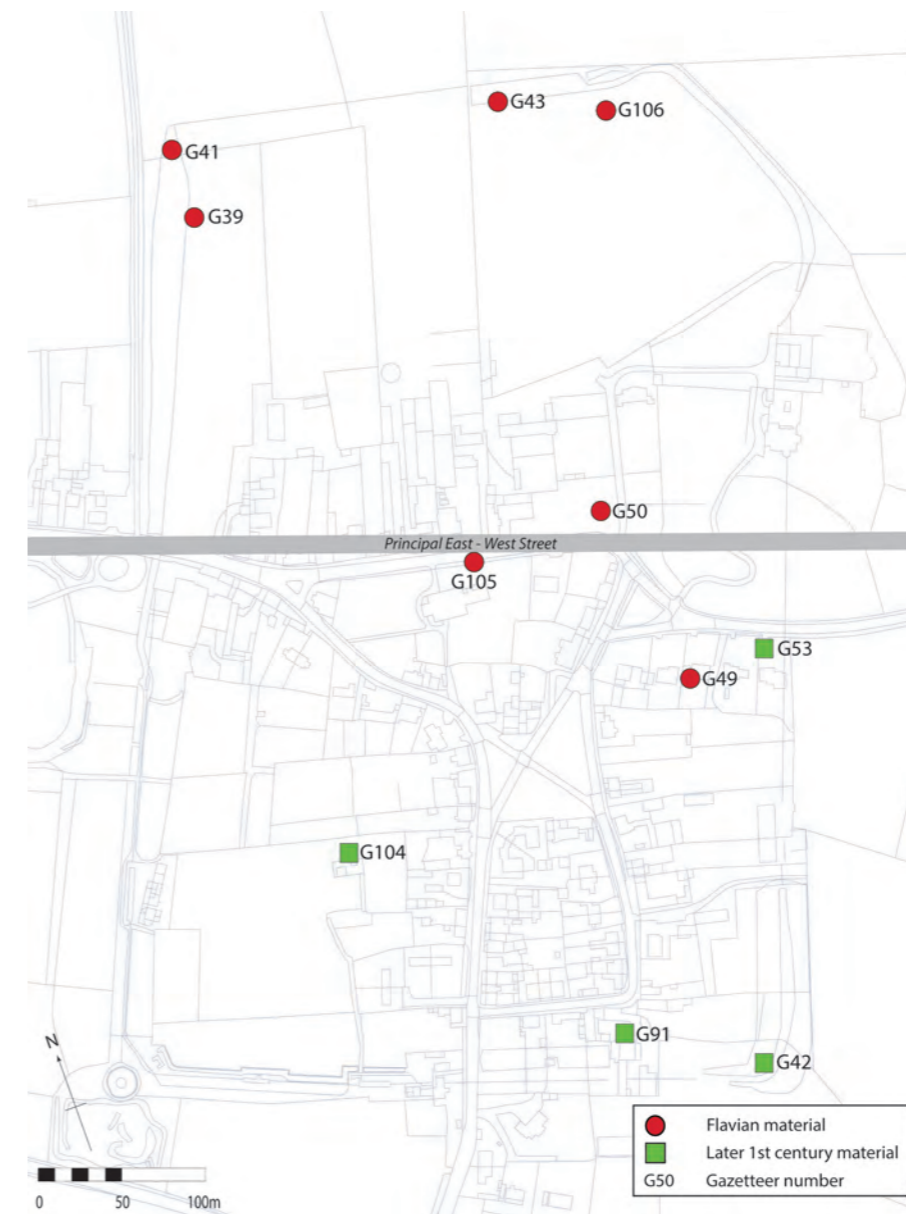 G43
G106
G41
G39
G50
Principal East - West Street
G105
G53
G49
G104
G91
G42
N
Flavian material
Later 1st century material
G50 Gazetteer number
0 50 100m